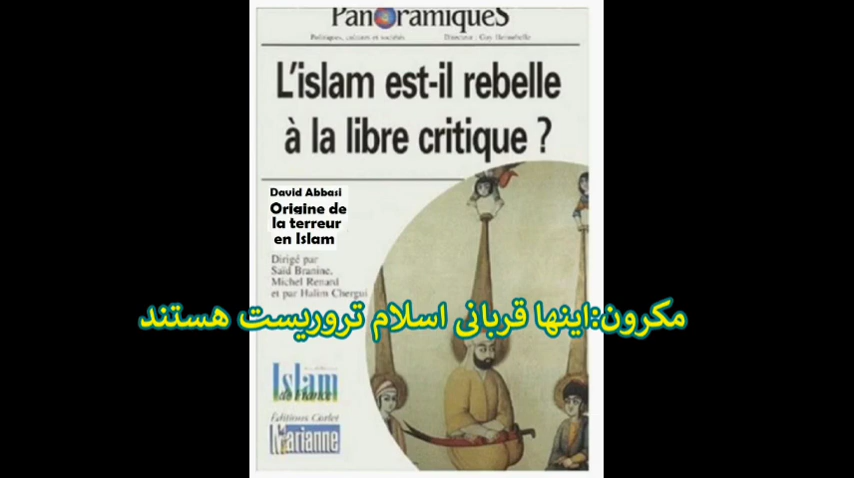 PanoramiqueS
Politiques, cultures et sociétés
Directeur : Guy Hennebelle
L'islam est-il rebelle
à la libre critique ?
David Abbasi
Origine de
la terreur
en Islam
Dirigé par
Saïd Branine,
Michel Renard
et par Halim Chergui
مکرون:اینها قربانی اسلام تروریست هستند
Islam
de France
Éditions Corlet
Marianne